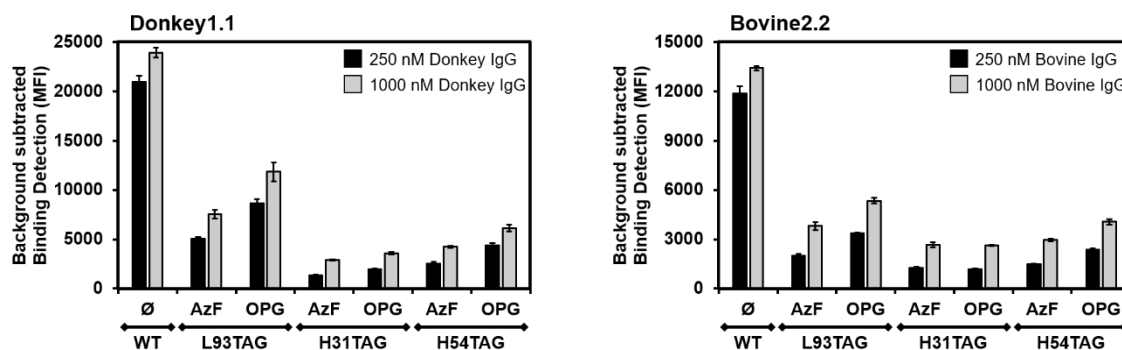 Donkey1.1
Background subtracted
Binding Detection (MFI)
25000
20000
15000
10000
5000
0
250 nM Donkey IgG
1000 nM Donkey IgG
Ø AzF OPG AzF OPG AzF OPG
WT L93TAG H31TAG H54TAG
Bovine2.2
Background subtracted
Binding Detection (MFI)
15000
12000
9000
6000
3000
0
250 nM Bovine IgG
1000 nM Bovine IgG
Ø AzF OPG AzF OPG AzF OPG
WT L93TAG H31TAG H54TAG